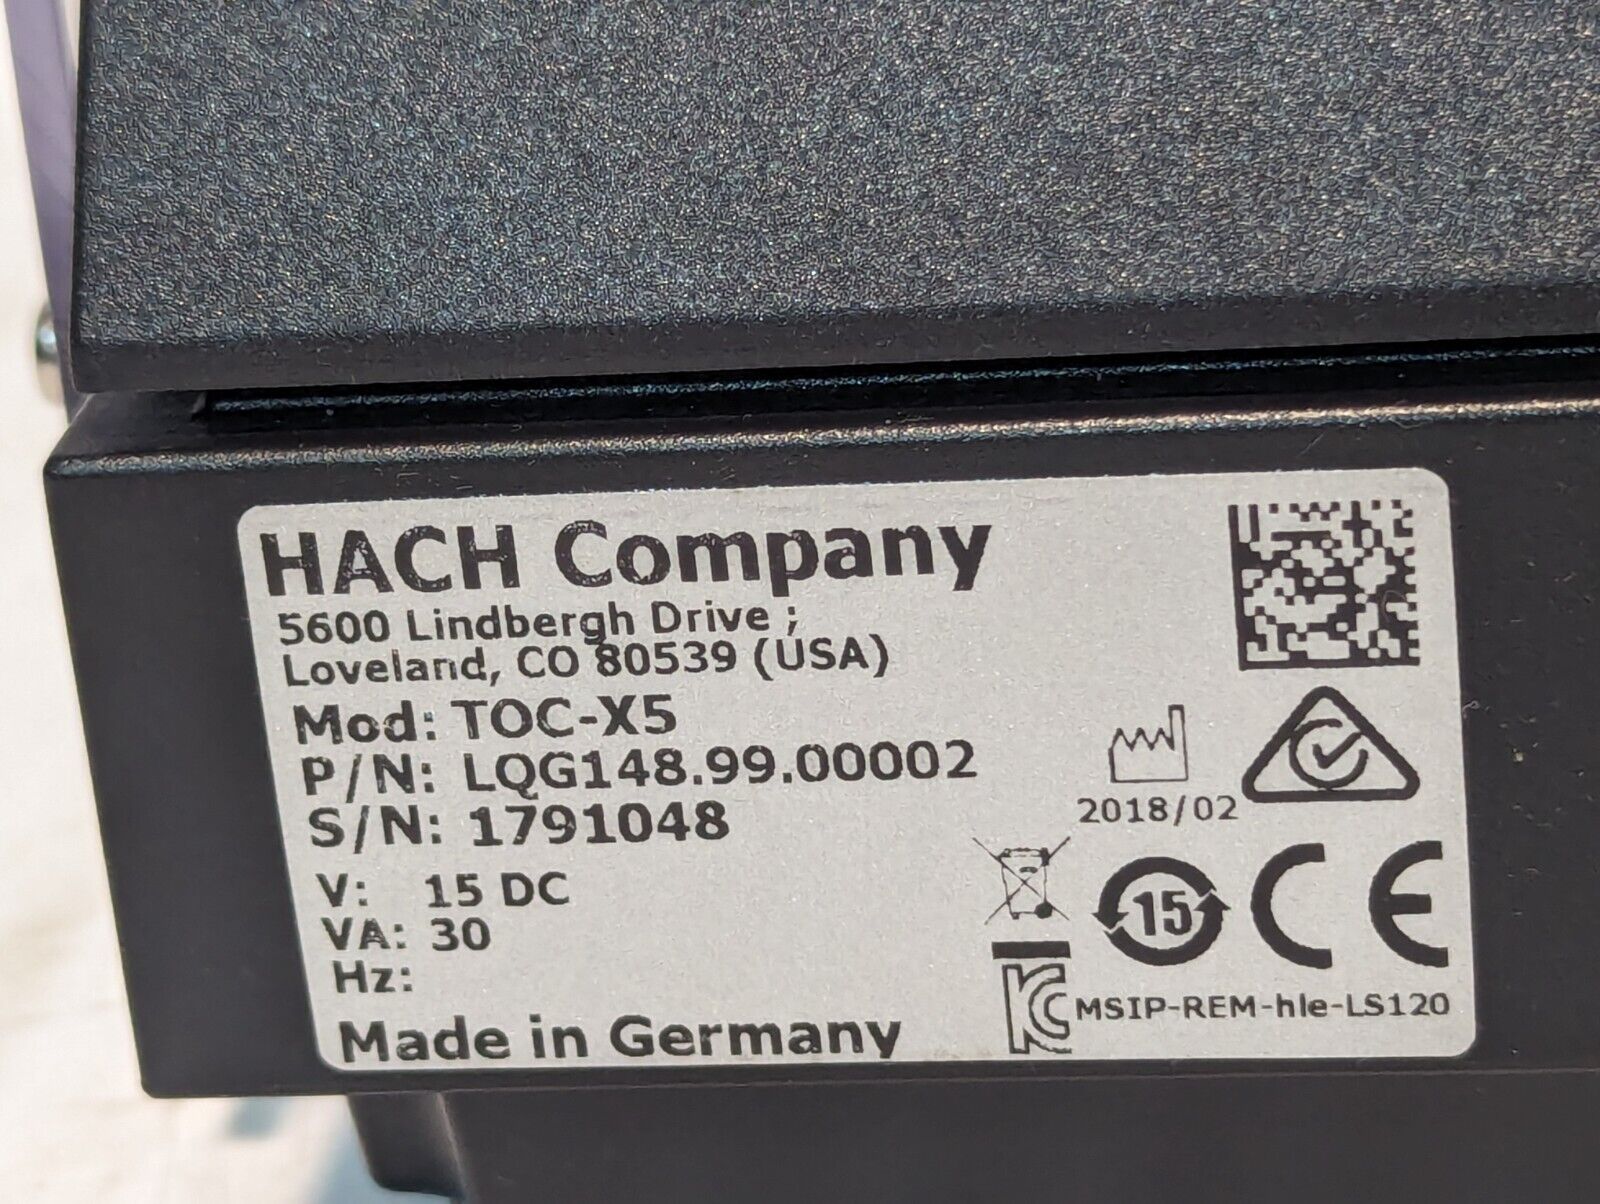 HACH Company
5600 Lindbergh Drive ;
Loveland, CO 80539 (USA)
Mod: TOC-X5
P/N: LQG148.99.00002
S/N: 1791048
2018/02
V: 15 DC
VA: 30
Hz:
15
CE
KC
MSIP-REM-hle-LS120
Made in Germany